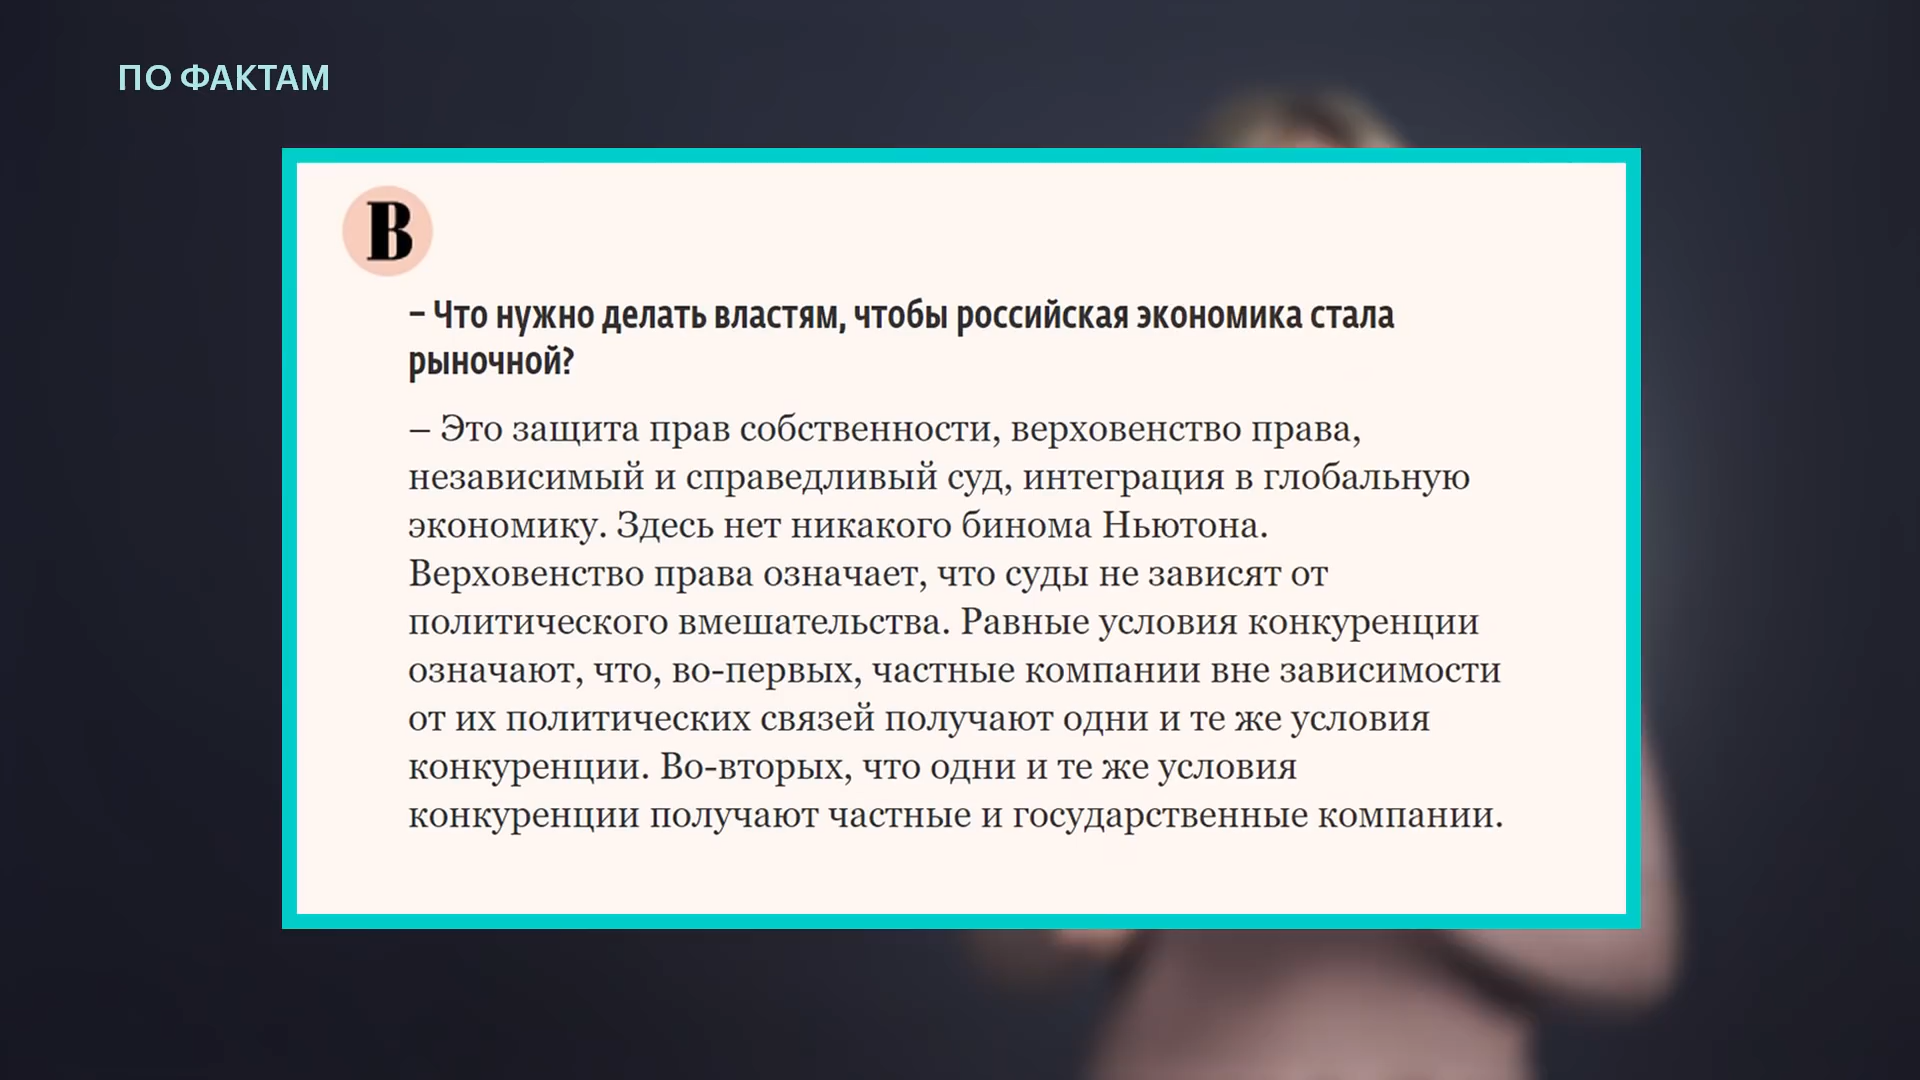 ПО ФАКТАМ
В
– Что нужно делать властям, чтобы российская экономика стала
рыночной?
– Это защита прав собственности, верховенство права,
независимый и справедливый суд, интеграция в глобальную
экономику. Здесь нет никакого бинома Ньютона.
Верховенство права означает, что суды не зависят от
политического вмешательства. Равные условия конкуренции
означают, что, во-первых, частные компании вне зависимости
от их политических связей получают одни и те же условия
конкуренции. Во-вторых, что одни и те же условия
конкуренции получают частные и государственные компании.